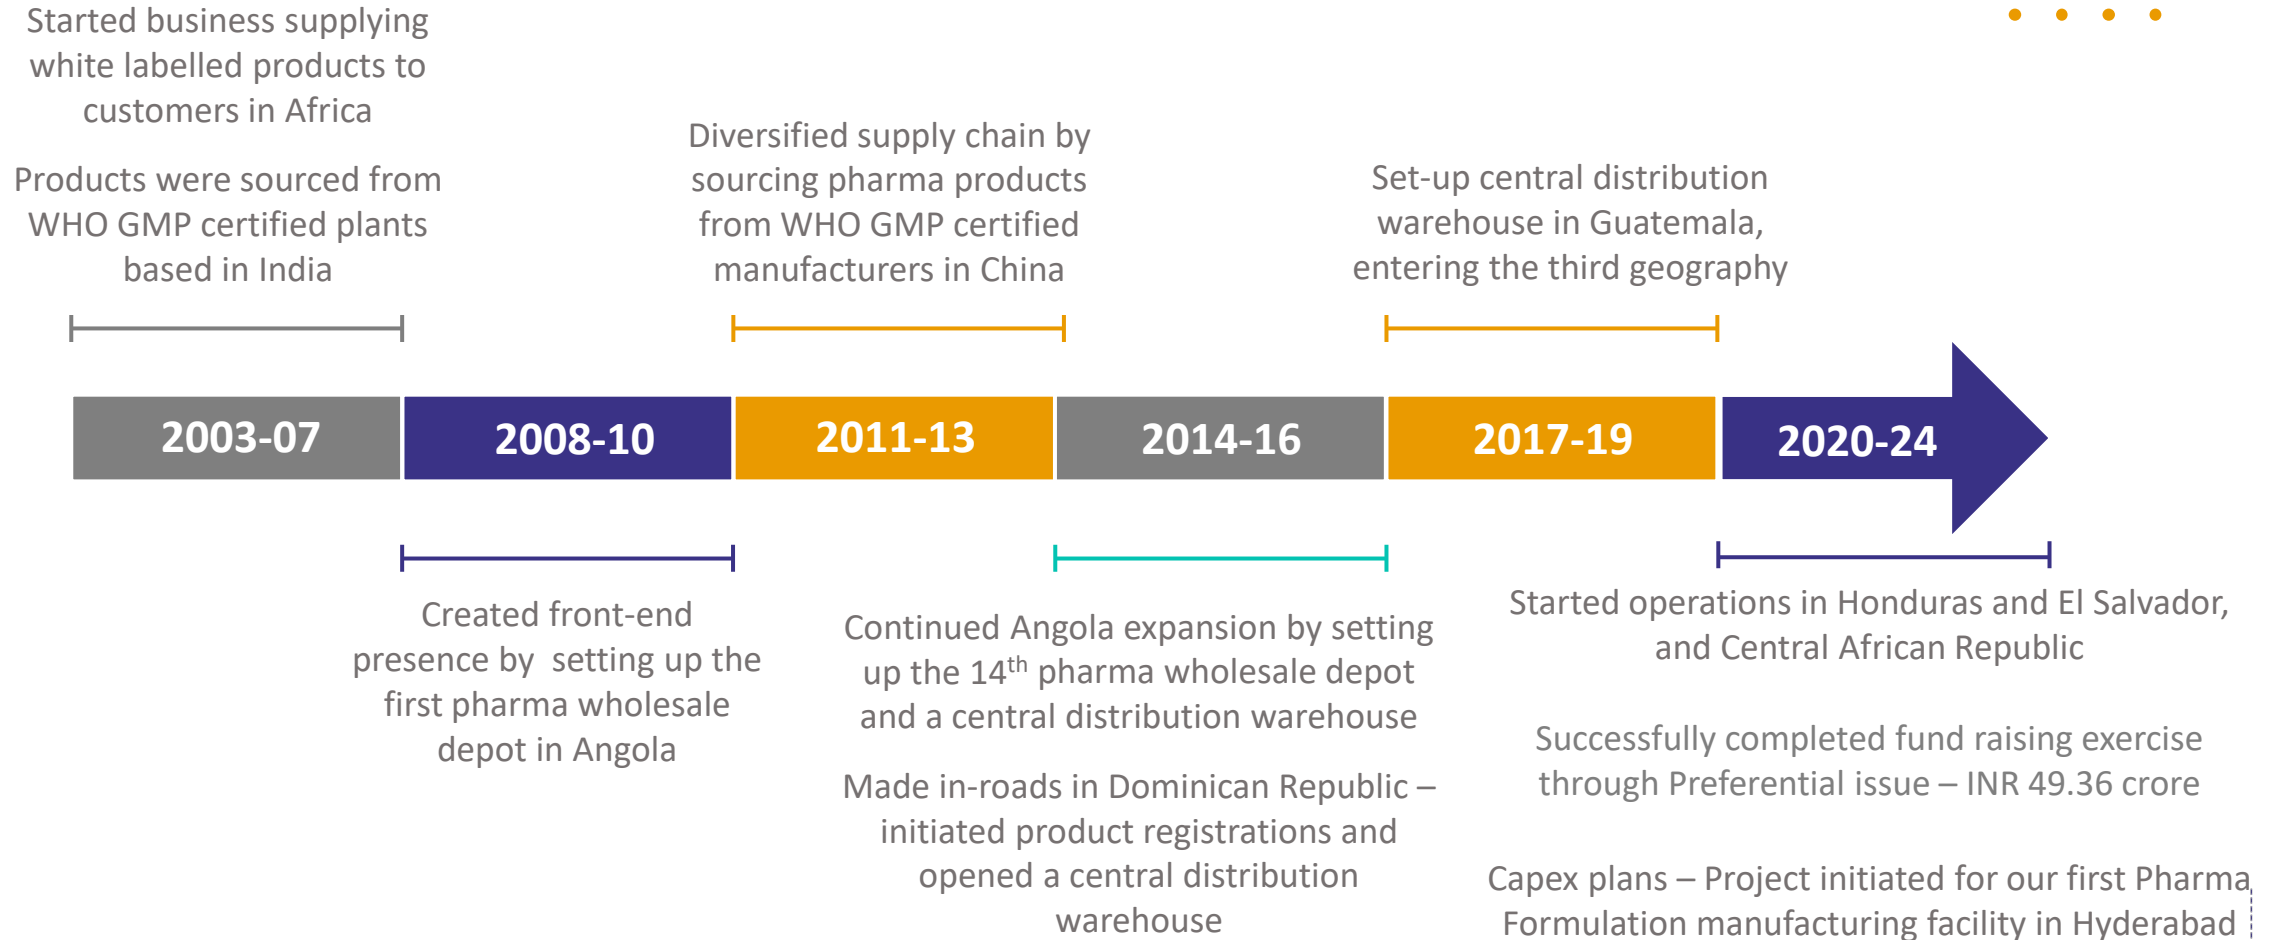 Started business supplying
white labelled products to
customers in Africa
Products were sourced from
WHO GMP certified plants
based in India
Diversified supply chain by
sourcing pharma products
from WHO GMP certified
manufacturers in China
Set-up central distribution
warehouse in Guatemala,
entering the third geography
2003-07
2008-10
2011-13
2014-16
2017-19
2020-24
Created front-end
presence by setting up the
first pharma wholesale
depot in Angola
Continued Angola expansion by setting
up the 14th pharma wholesale depot
and a central distribution warehouse
Made in-roads in Dominican Republic –
initiated product registrations and
opened a central distribution
warehouse
Started operations in Honduras and El Salvador,
and Central African Republic
Successfully completed fund raising exercise
through Preferential issue – INR 49.36 crore
Capex plans – Project initiated for our first Pharma
Formulation manufacturing facility in Hyderabad